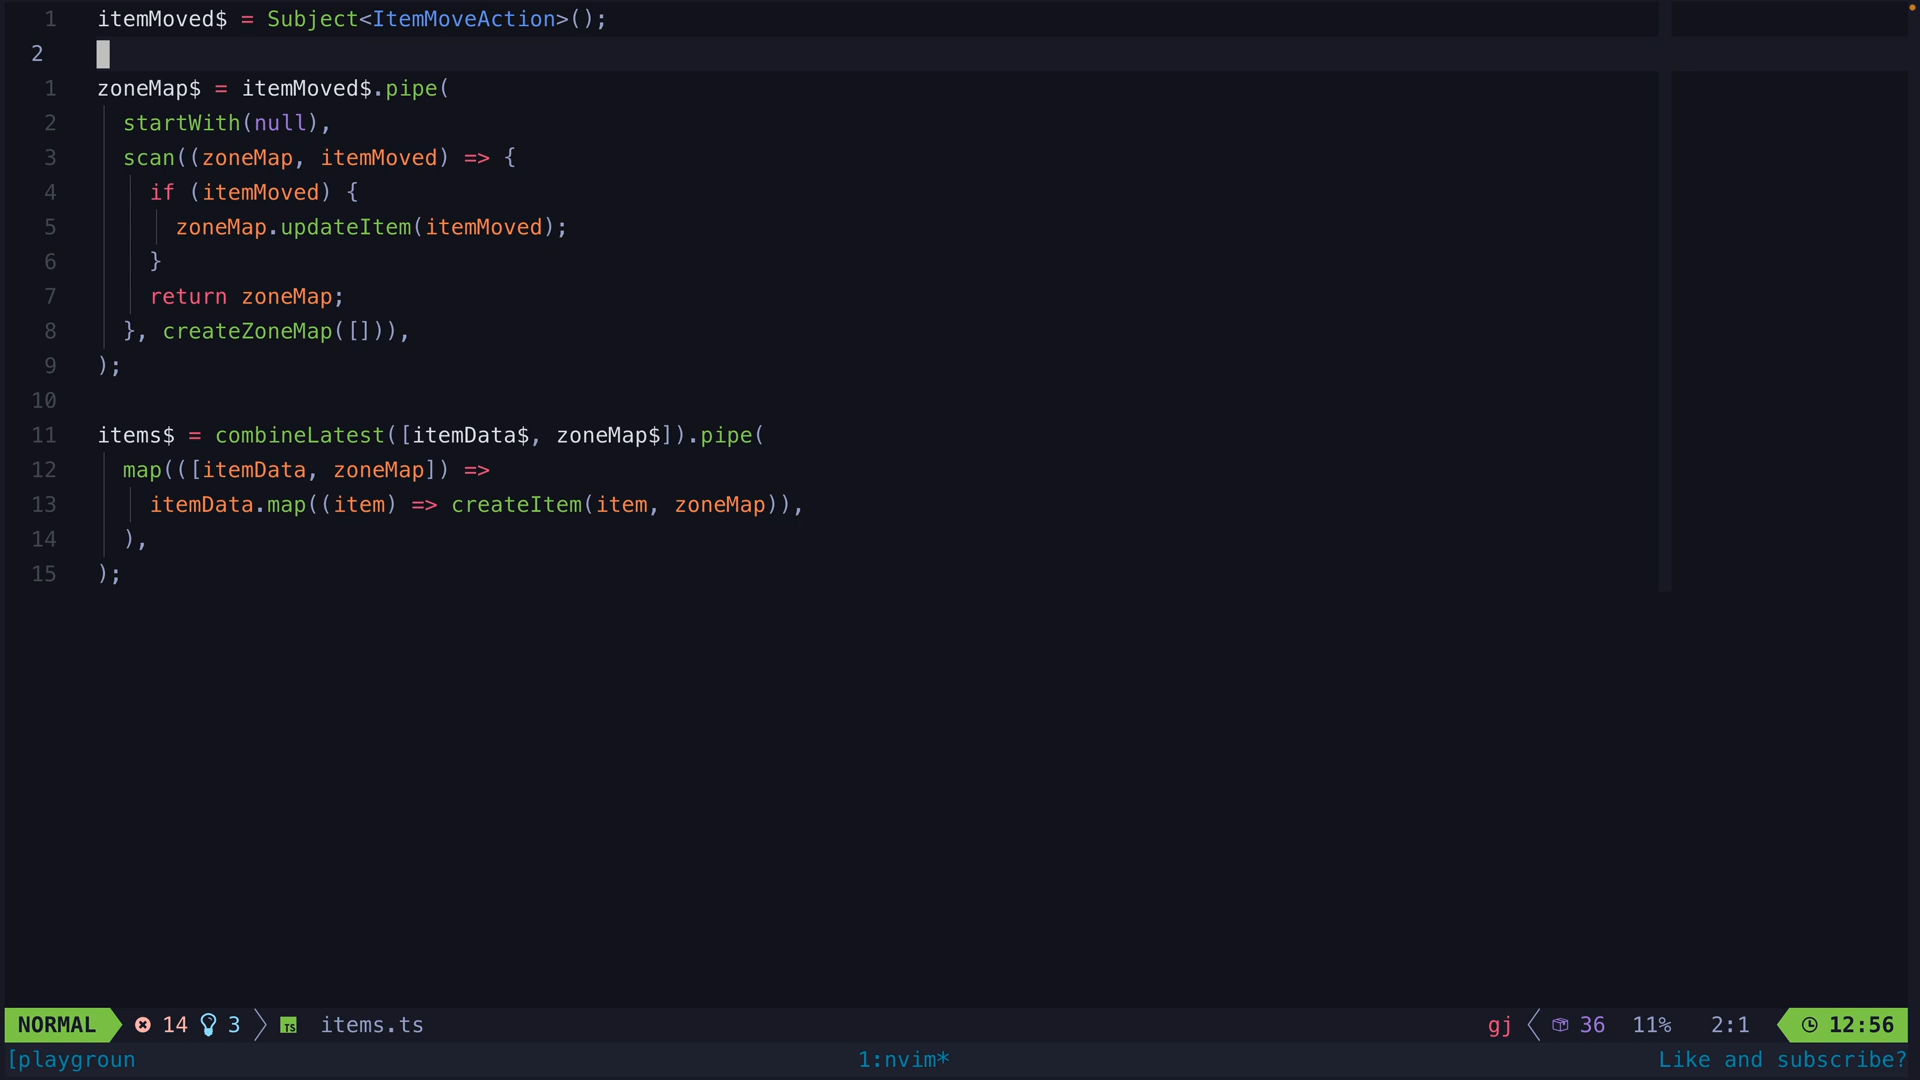 1 itemMoved$ = Subject<ItemMoveAction>();
2
1 zoneMap$ = itemMoved$.pipe(
2 startWith(null),
3 scan((zoneMap, itemMoved) => {
4 if (itemMoved) {
5 zoneMap.updateItem(itemMoved);
6 }
7 return zoneMap;
8 }, createZoneMap([])),
9 );
10
11 items$ = combineLatest([itemData$, zoneMap$]).pipe(
12 map(([itemData, zoneMap]) =>
13 itemData.map((item) => createItem(item, zoneMap)),
14 ),
15 );
NORMAL 14 3 TS items.ts gj 36 11% 2:1 12:56
[playgroun 1:nvim* Like and subscribe?